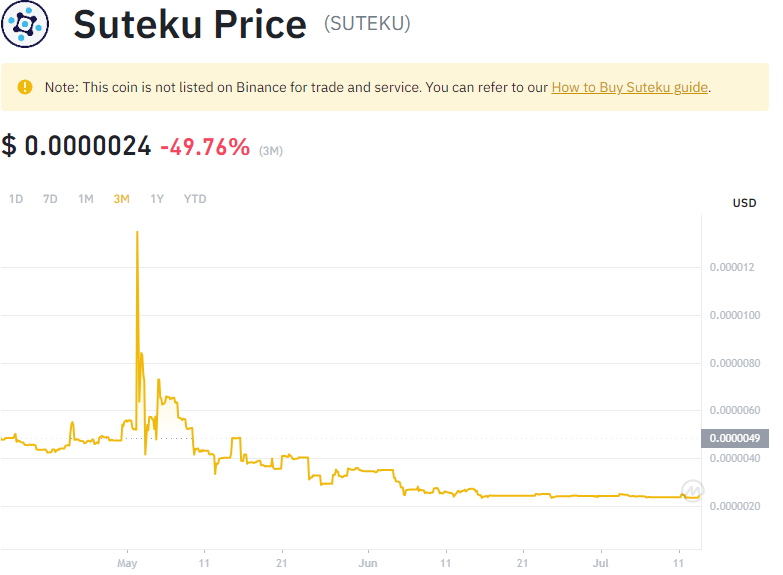 Suteku Price (SUTEKU)
Note: This coin is not listed on Binance for trade and service. You can refer to our How to Buy Suteku guide.
$ 0.0000024 -49.76% (3M)
1D 7D 1M 3M 1Y YTD
USD
0.000012
0.0000100
0.0000080
0.0000060
0.0000049
0.0000040
0.0000020
May 11 21 Jun 11 21 Jul 11